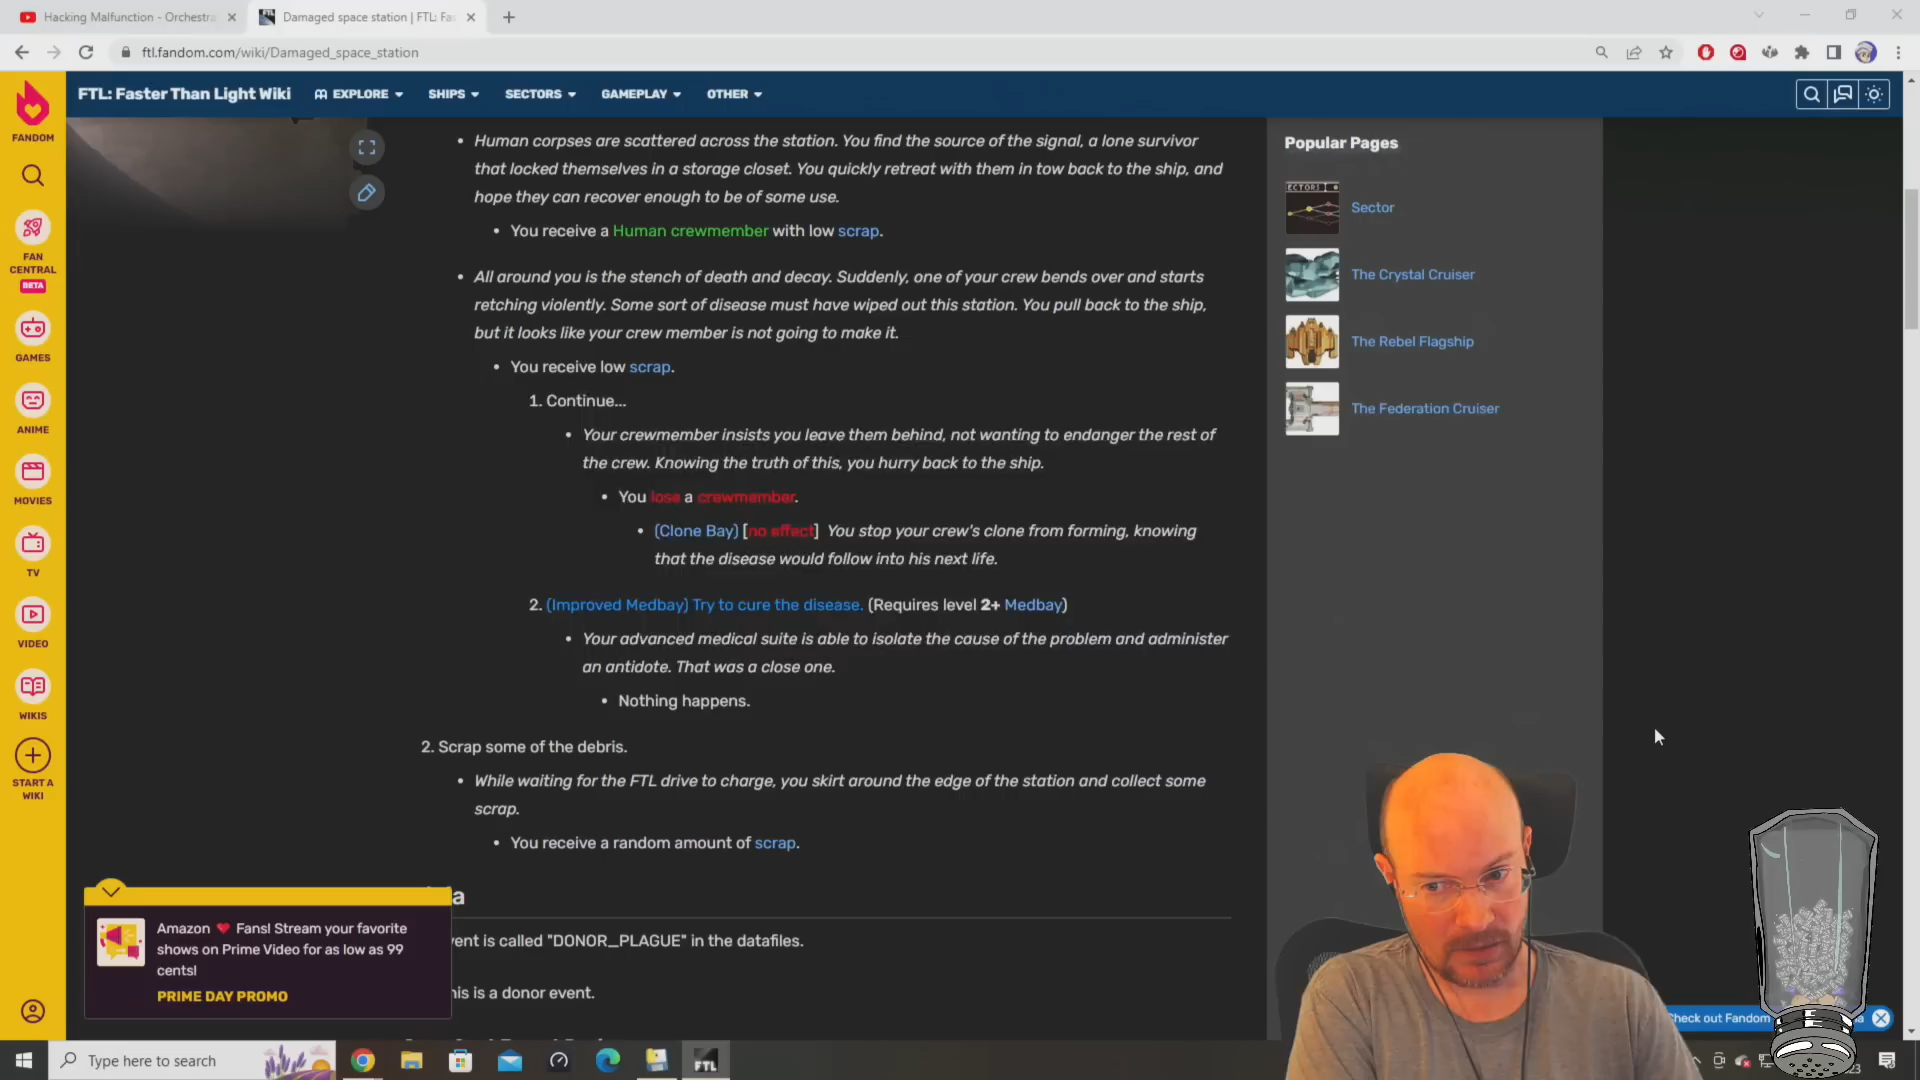 Hacking Malfunction - Orchestra
Damaged space station | FTL: Fas
ftl.fandom.com/wiki/Damaged_space_station
FTL: Faster Than Light Wiki
EXPLORE
SHIPS
SECTORS
GAMEPLAY
OTHER
FANDOM
FAN
CENTRAL
BETA
GAMES
ANIME
MOVIES
TV
VIDEO
WIKIS
START A
WIKI
Human corpses are scattered across the station. You find the source of the signal, a lone survivor
that locked themselves in a storage closet. You quickly retreat with them in tow back to the ship, and
hope they can recover enough to be of some use.
You receive a Human crewmember with low scrap.
All around you is the stench of death and decay. Suddenly, one of your crew bends over and starts
retching violently. Some sort of disease must have wiped out this station. You pull back to the ship,
but it looks like your crew member is not going to make it.
You receive low scrap.
1. Continue...
Your crewmember insists you leave them behind, not wanting to endanger the rest of
the crew. Knowing the truth of this, you hurry back to the ship.
You lose a crewmember.
(Clone Bay) [no effect] You stop your crew's clone from forming, knowing
that the disease would follow into his next life.
2. (Improved Medbay) Try to cure the disease. (Requires level 2+ Medbay)
Your advanced medical suite is able to isolate the cause of the problem and administer
an antidote. That was a close one.
Nothing happens.
2. Scrap some of the debris.
While waiting for the FTL drive to charge, you skirt around the edge of the station and collect some
scrap.
You receive a random amount of scrap.
vent is called "DONOR_PLAGUE" in the datafiles.
his is a donor event.
Popular Pages
Sector
The Crystal Cruiser
The Rebel Flagship
The Federation Cruiser
Amazon ❤ Fans! Stream your favorite
shows on Prime Video for as low as 99
cents!
PRIME DAY PROMO
Check out Fandom
Type here to search
FTL